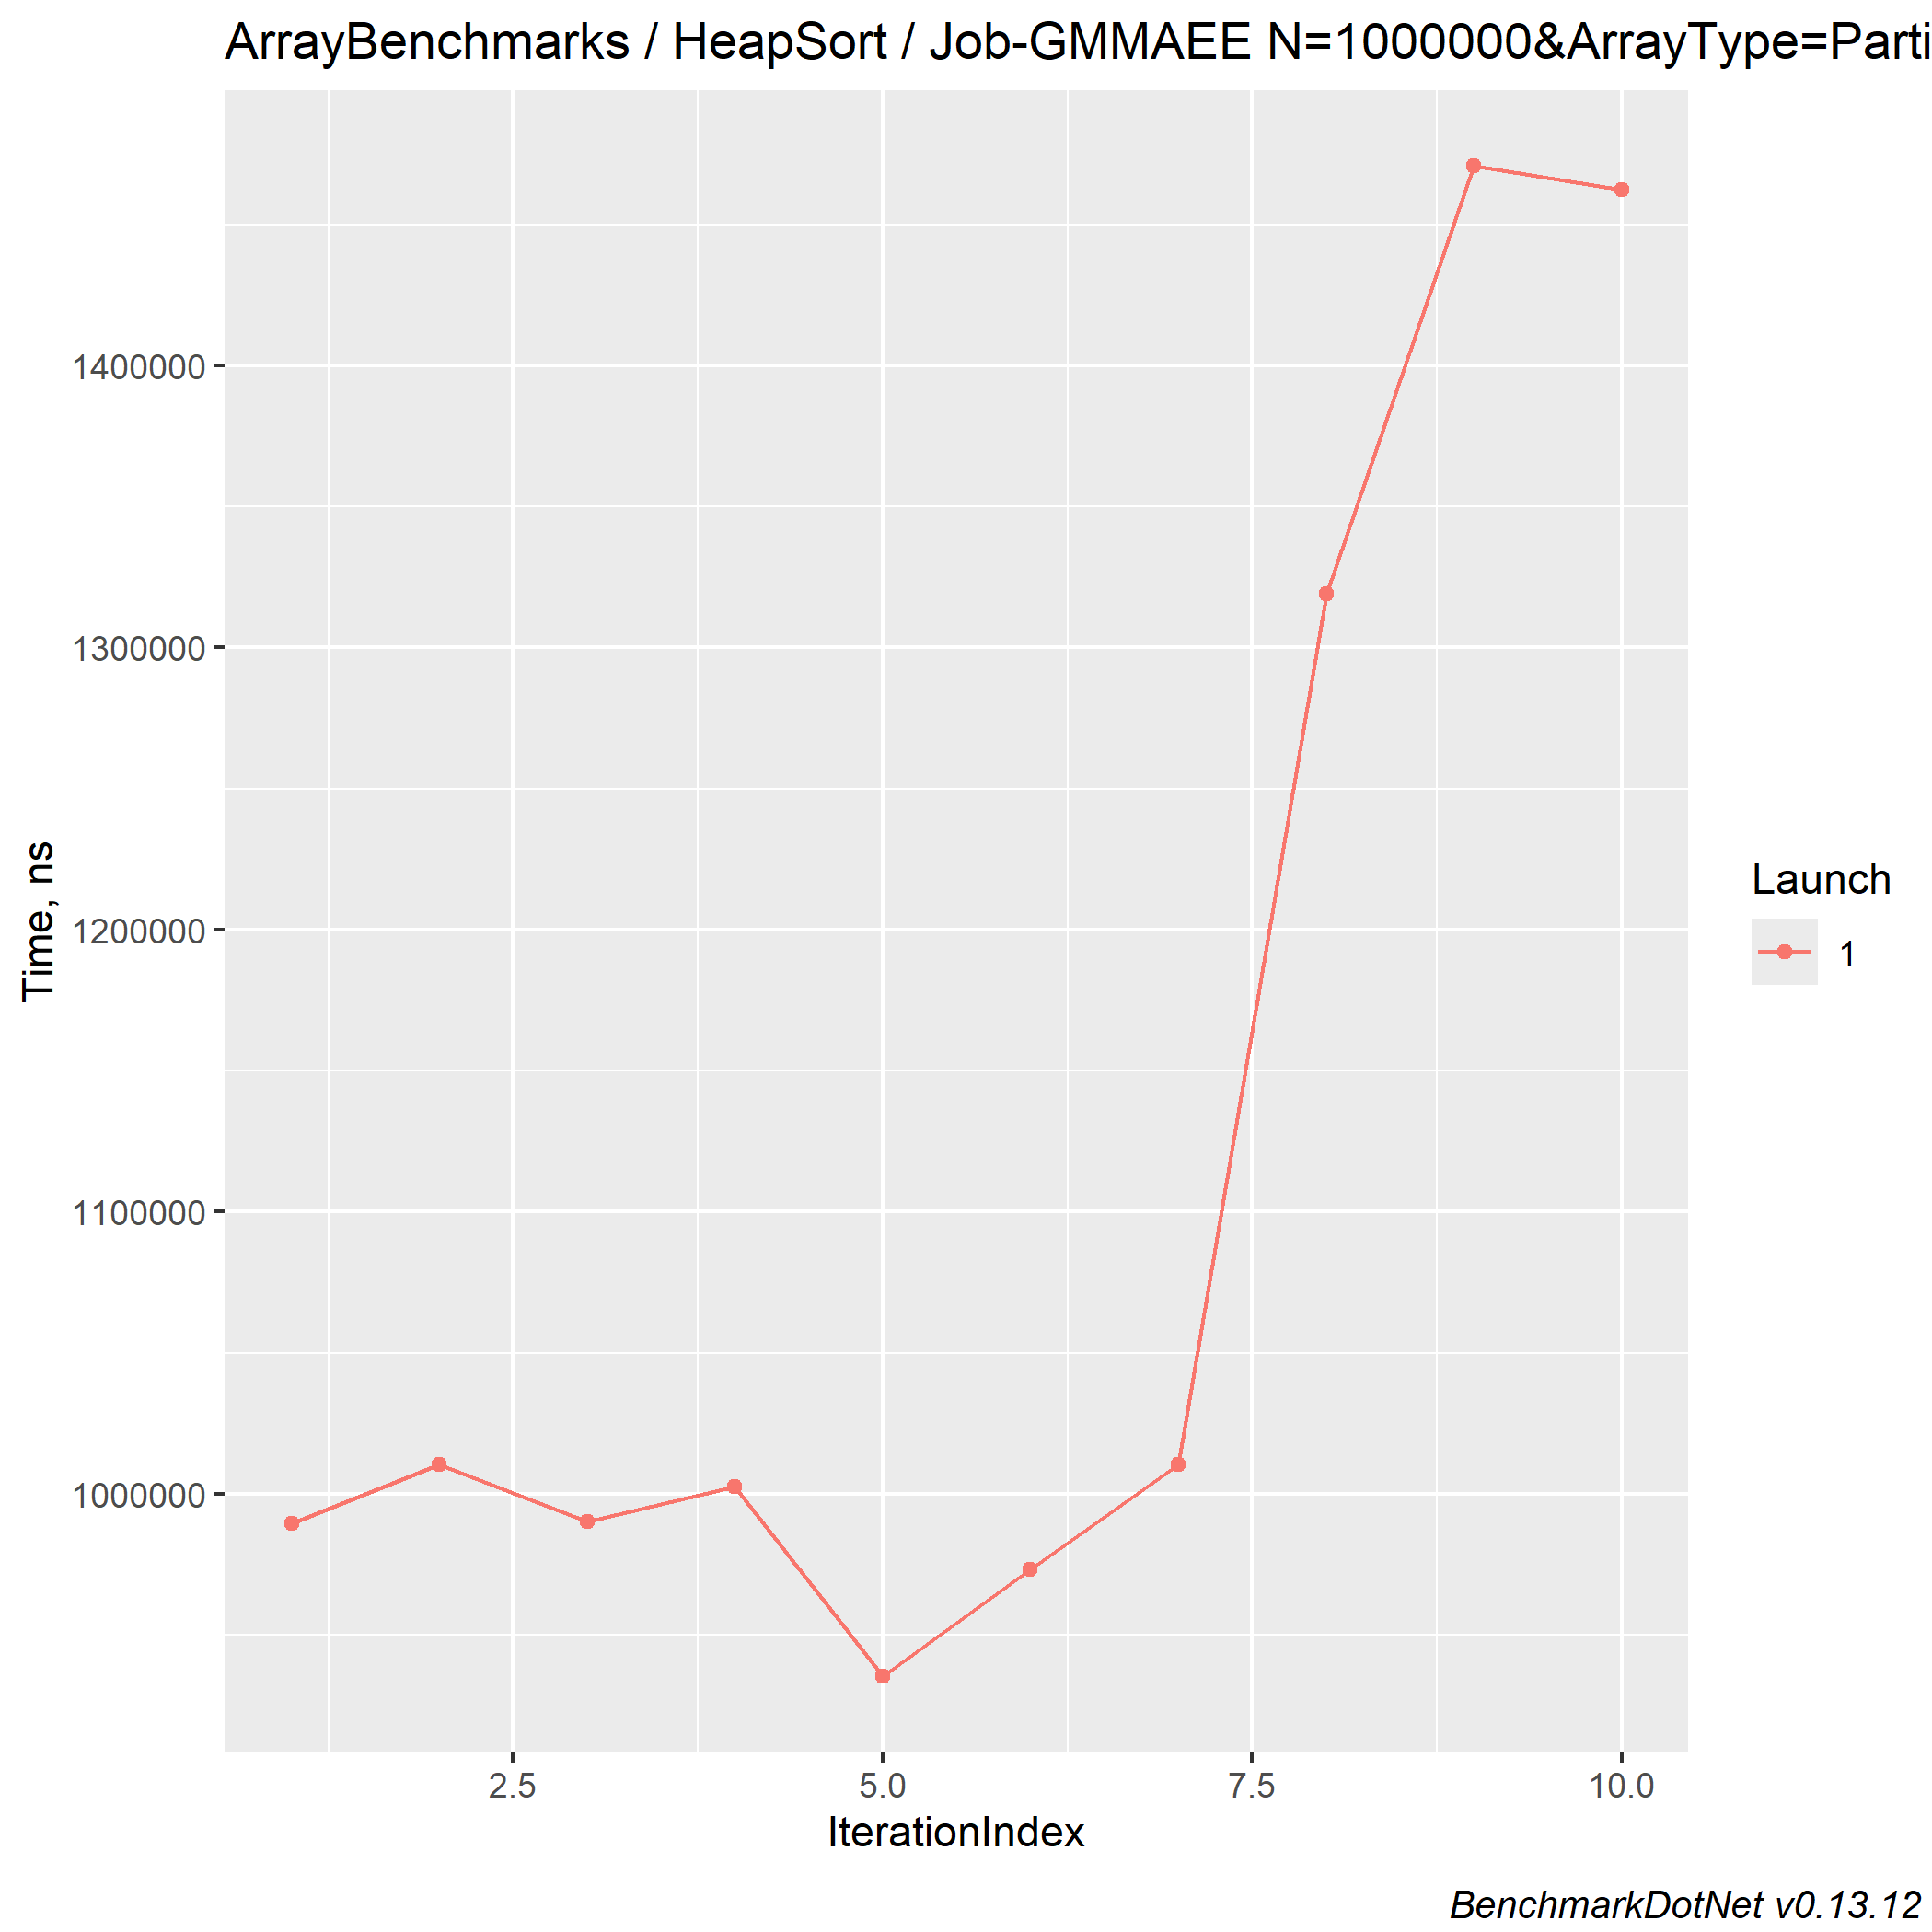 ArrayBenchmarks / HeapSort / Job-GMMAEE N=1000000&ArrayType=Parti
1400000
1300000
1200000
1100000
1000000
Time, ns
2.5 5.0 7.5 10.0
IterationIndex
Launch
1
BenchmarkDotNet v0.13.12